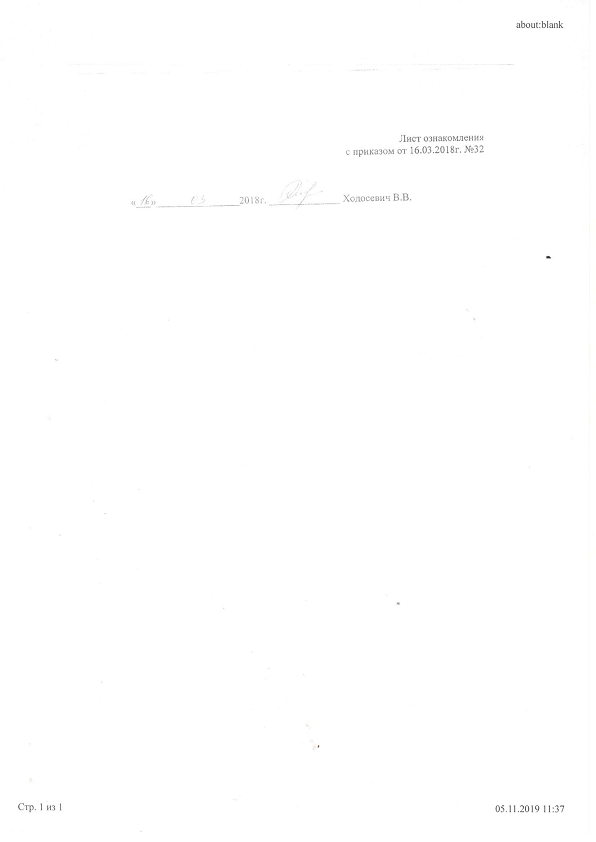 about:blank
Лист ознакомления
с приказом от 16.03.2018г. №32
«16» 03 2018г. Ходосевич В.В.
Стр. 1 из 1
05.11.2019 11:37